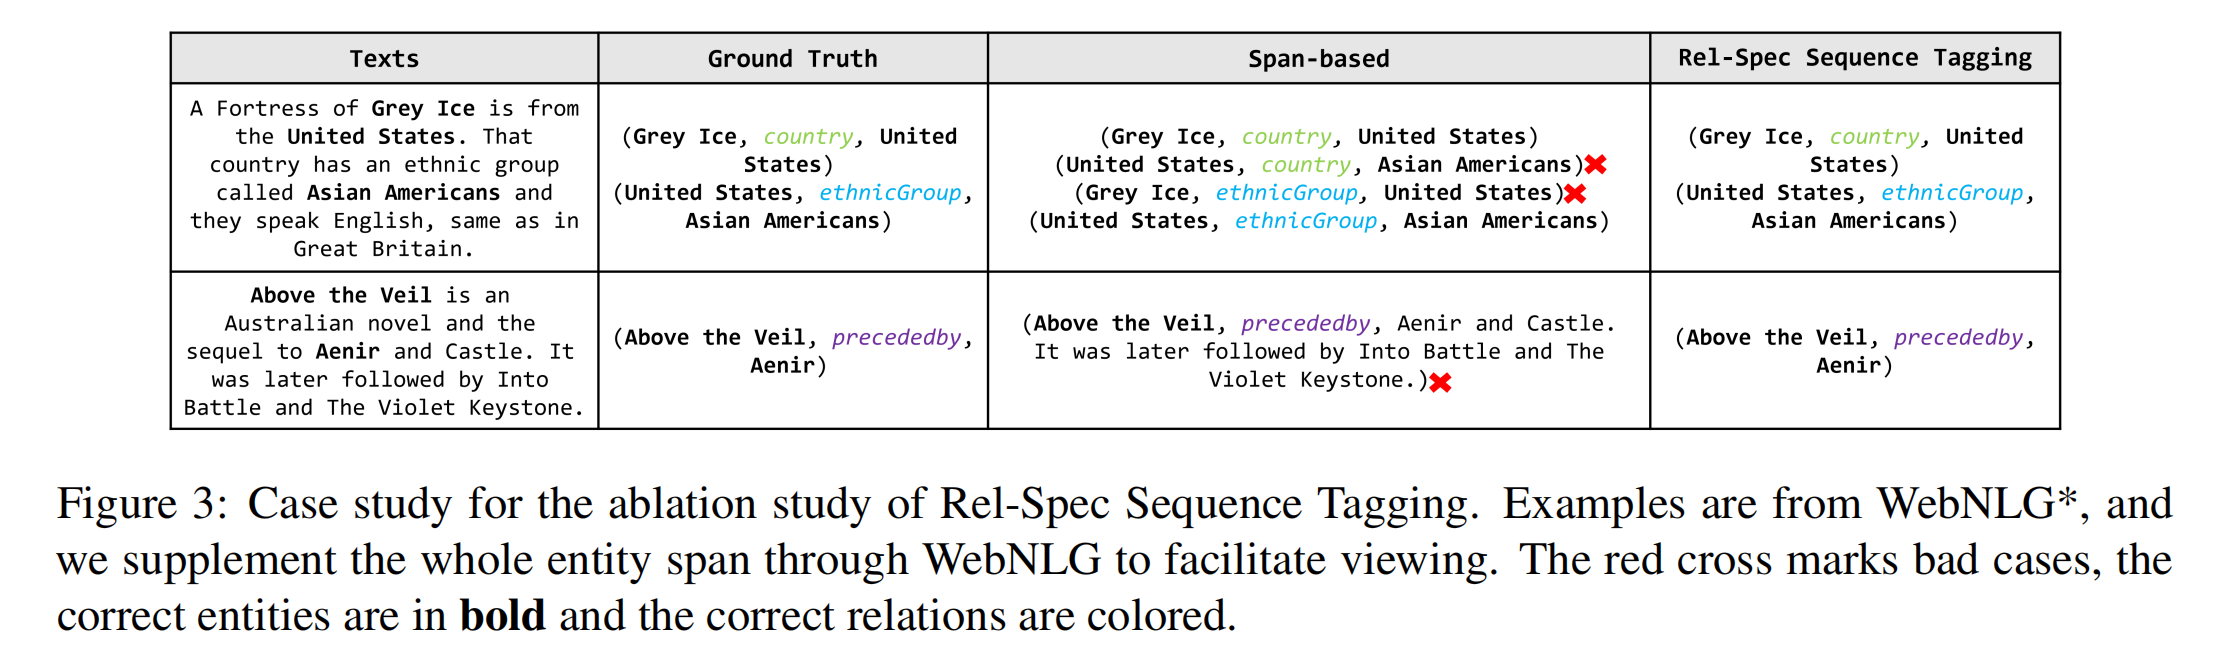 Texts
Ground Truth
Span-based
Rel-Spec Sequence Tagging
A Fortress of Grey Ice is from
the United States. That
country has an ethnic group
called Asian Americans and
they speak English, same as in
Great Britain.
(Grey Ice, country, United
States)
(United States, ethnicGroup,
Asian Americans)
(Grey Ice, country, United States)
(United States, country, Asian Americans)
(Grey Ice, ethnicGroup, United States)
(United States, ethnicGroup, Asian Americans)
(Grey Ice, country, United
States)
(United States, ethnicGroup,
Asian Americans)
Above the Veil is an
Australian novel and the
sequel to Aenir and Castle. It
was later followed by Into
Battle and The Violet Keystone.
(Above the Veil, precededby,
Aenir)
(Above the Veil, precededby, Aenir and Castle.
It was later followed by Into Battle and The
Violet Keystone.)
(Above the Veil, precededby,
Aenir)
Figure 3: Case study for the ablation study of Rel-Spec Sequence Tagging. Examples are from WebNLG*, and
we supplement the whole entity span through WebNLG to facilitate viewing. The red cross marks bad cases, the
correct entities are in bold and the correct relations are colored.